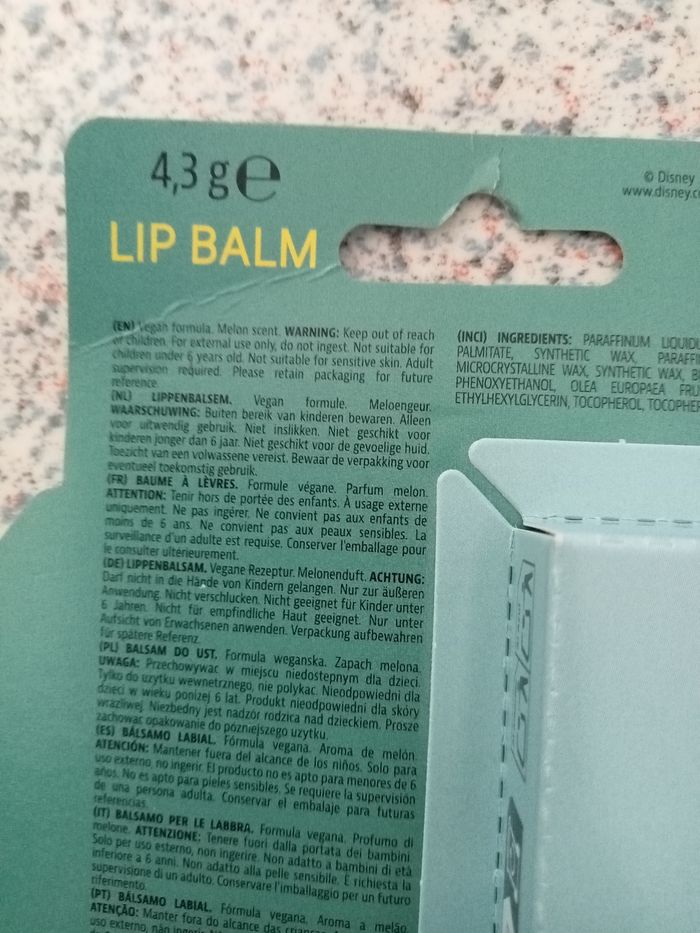 4,3 g ℮
© Disney
www.disney.c
LIP BALM
(EN) Vegan formula. Melon scent. WARNING: Keep out of reach
of children. For external use only, do not ingest. Not suitable for
children under 6 years old. Not suitable for sensitive skin. Adult
supervision required. Please retain packaging for future
reference.
(NL) LIPPENBALSEM. Vegan formule. Meloengeur.
WAARSCHUWING: Buiten bereik van kinderen bewaren. Alleen
voor uitwendig gebruik. Niet inslikken. Niet geschikt voor
kinderen jonger dan 6 jaar. Niet geschikt voor de gevoelige huid.
Toezicht van een volwassene vereist. Bewaar de verpakking voor
eventueel toekomstig gebruik.
(FR) BAUME À LÈVRES. Formule végane. Parfum melon.
ATTENTION: Tenir hors de portée des enfants. À usage externe
uniquement. Ne pas ingérer. Ne convient pas aux enfants de
moins de 6 ans. Ne convient pas aux peaux sensibles. La
surveillance d'un adulte est requise. Conserver l'emballage pour
le consulter ultérieurement.
(DE) LIPPENBALSAM. Vegane Rezeptur. Melonenduft. ACHTUNG:
Darf nicht in die Hände von Kindern gelangen. Nur zur äußeren
Anwendung. Nicht verschlucken. Nicht geeignet für Kinder unter
6 Jahren. Nicht für empfindliche Haut geeignet. Nur unter
Aufsicht von Erwachsenen anwenden. Verpackung aufbewahren
für spätere Referenz.
(PL) BALSAM DO UST. Formula weganska. Zapach melona.
UWAGA: Przechowywac w miejscu niedostepnym dla dzieci.
Tylko do uzytku wewnetrznego, nie polykac. Nieodpowiedni dla
dzieci w wieku ponizej 6 lat. Produkt nieodpowiedni dla skóry
wrazliwej. Niezbedny jest nadzór rodzica nad dzieckiem. Prosze
zachowac opakowanie do pózniejszego uzytku.
(ES) BÁLSAMO LABIAL. Fórmula vegana. Aroma de melón.
ATENCIÓN: Mantener fuera del alcance de los niños. Solo para
uso externo, no ingerir. El producto no es apto para menores de 6
años. No es apto para pieles sensibles. Se requiere la supervisión
de una persona adulta. Conservar el embalaje para futuras
referencias.
(IT) BALSAMO PER LE LABBRA. Formula vegana. Profumo di
melone. ATTENZIONE: Tenere fuori dalla portata dei bambini.
Solo per uso esterno, non ingerire. Non adatto a bambini di età
inferiore a 6 anni. Non adatto alla pelle sensibile. È richiesta la
supervisione di un adulto. Conservare l'imballaggio per un futuro
riferimento.
(PT) BÁLSAMO LABIAL. Fórmula vegana. Aroma a melão.
ATENÇÃO: Manter fora do alcance das crianças.
uso externo, não
(INCI) INGREDIENTS: PARAFFINUM LIQUID
PALMITATE, SYNTHETIC WAX, PARAFF
MICROCRYSTALLINE WAX, SYNTHETIC WAX, B
PHENOXYETHANOL, OLEA EUROPAEA FRU
ETHYLHEXYLGLYCERIN, TOCOPHEROL, TOCOPHE